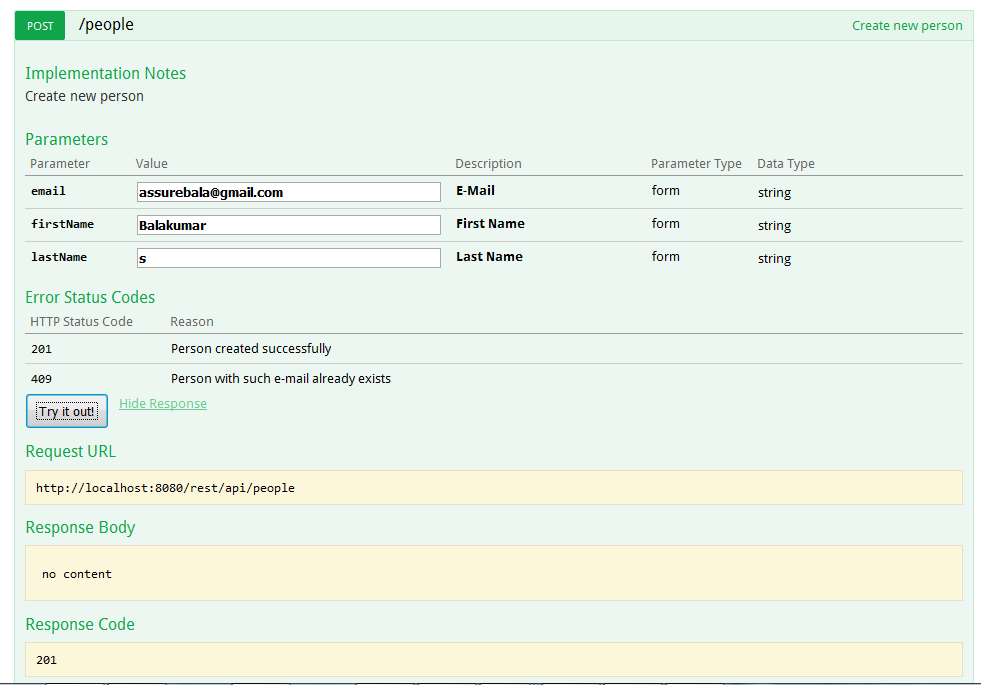 POST /people Create new person
Implementation Notes
Create new person
Parameters
Parameter Value Description Parameter Type Data Type
email assurebala@gmail.com E-Mail form string
firstName Balakumar First Name form string
lastName s Last Name form string
Error Status Codes
HTTP Status Code Reason
201 Person created successfully
409 Person with such e-mail already exists
Try it out! Hide Response
Request URL
http://localhost:8080/rest/api/people
Response Body
no content
Response Code
201